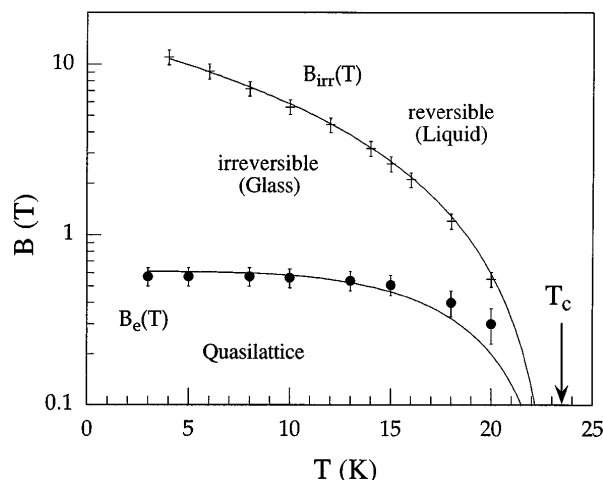 10
B_irr(T)
reversible
(Liquid)
irreversible
(Glass)
B (T)
1
T_c
B_e(T)
Quasilattice
0.1
0 5 10 15 20 25
T (K)